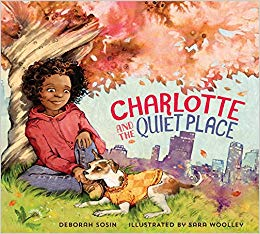 CHARLOTTE
AND THE QUIET PLACE
DEBORAH SOSIN ILLUSTRATED BY SARA WOOLLEY